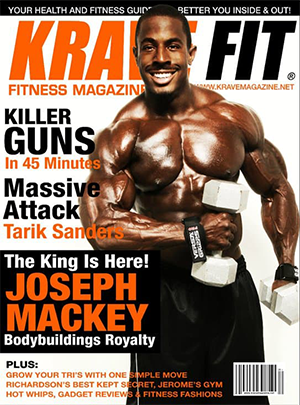 YOUR HEALTH AND FITNESS GUIDE BETTER YOU INSIDE & OUT!
KRAVE FIT®
FITNESS MAGAZINE WWW.KRAVEMAGAZINE.NET
KILLER
GUNS
In 45 Minutes
Massive
Attack
Tarik Sanders
The King Is Here!
JOSEPH
MACKEY
Bodybuildings Royalty
PLUS:
GROW YOUR TRI'S WITH ONE SIMPLE MOVE
RICHARDSON'S BEST KEPT SECRET, JEROME'S GYM
HOT WHIPS, GADGET REVIEWS & FITNESS FASHIONS